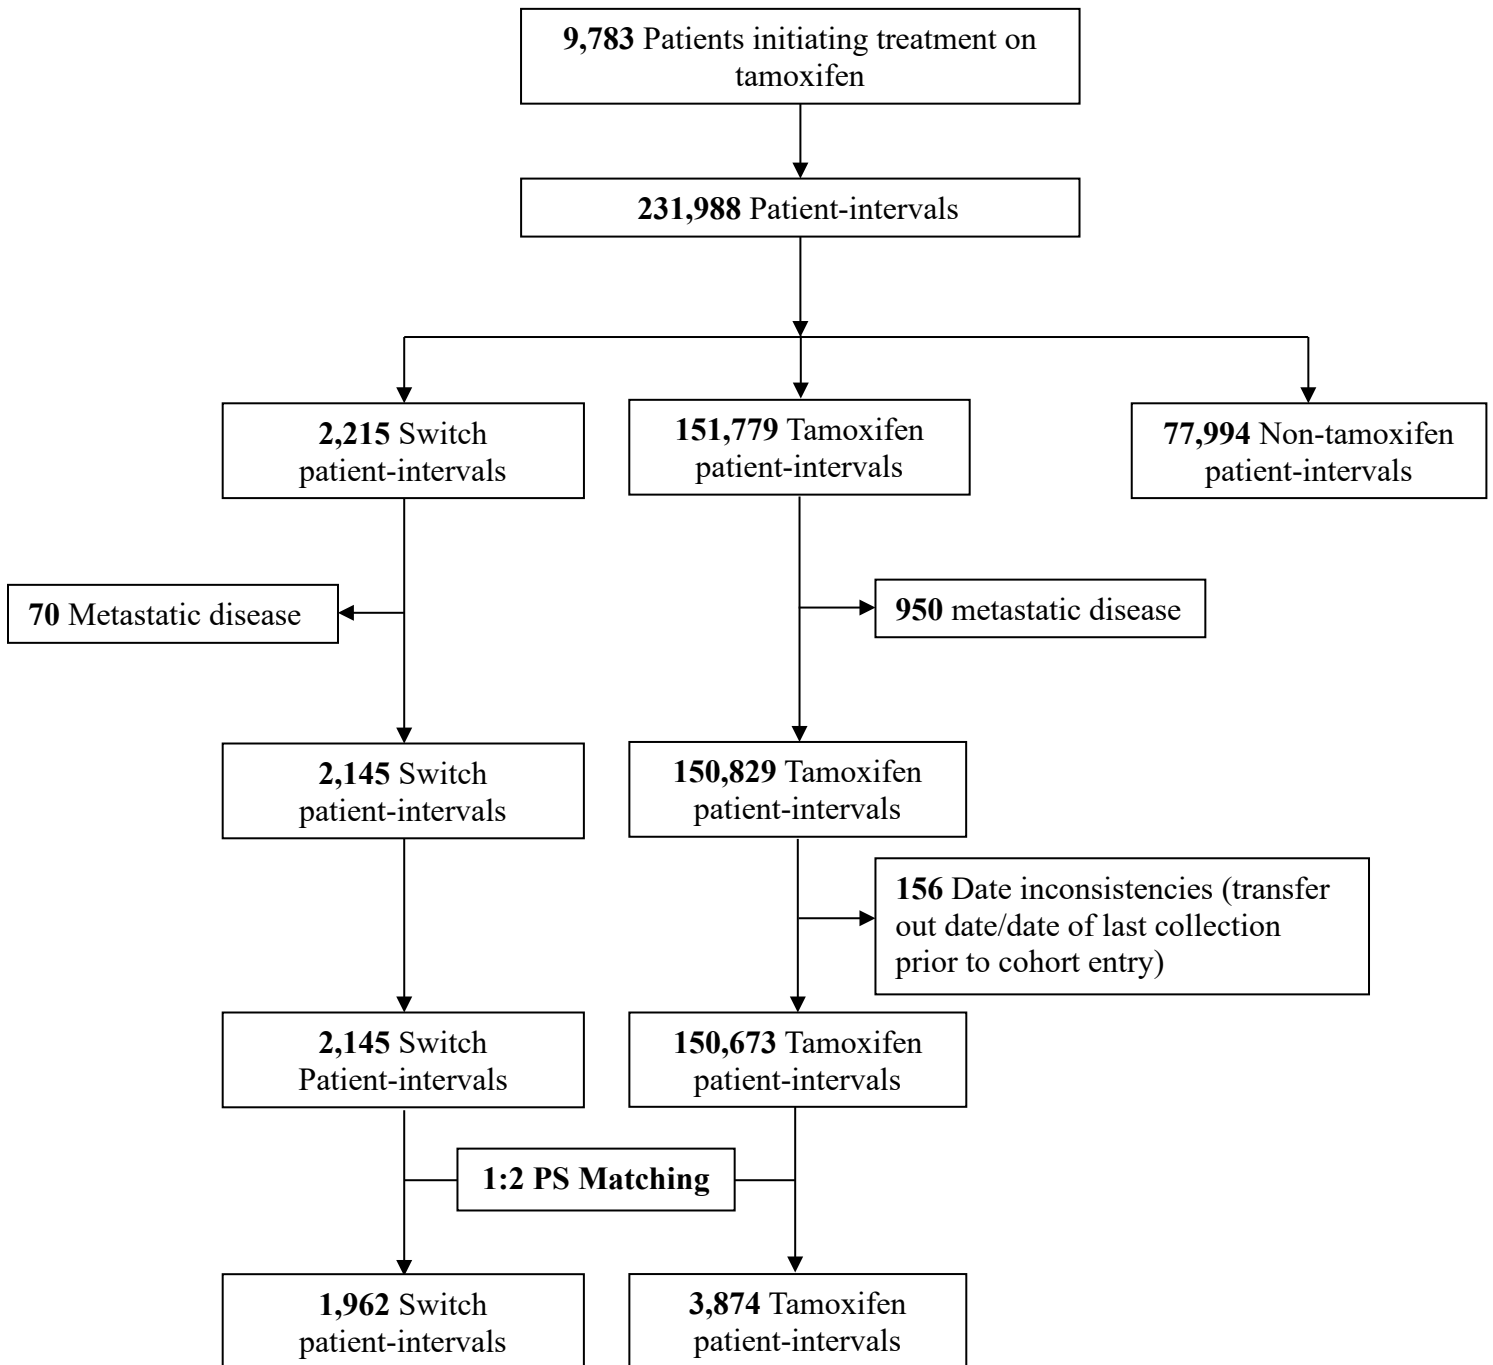 9,783 Patients initiating treatment on
tamoxifen
231,988 Patient-intervals
2,215 Switch
patient-intervals
151,779 Tamoxifen
patient-intervals
77,994 Non-tamoxifen
patient-intervals
70 Metastatic disease
950 metastatic disease
2,145 Switch
patient-intervals
150,829 Tamoxifen
patient-intervals
156 Date inconsistencies (transfer
out date/date of last collection
prior to cohort entry)
2,145 Switch
Patient-intervals
150,673 Tamoxifen
patient-intervals
1:2 PS Matching
1,962 Switch
patient-intervals
3,874 Tamoxifen
patient-intervals